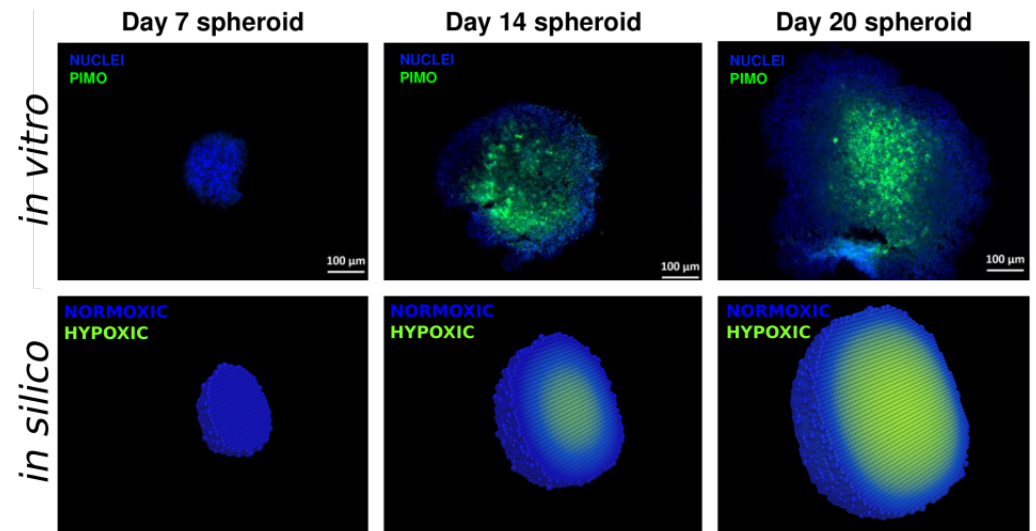 Day 7 spheroid
Day 14 spheroid
Day 20 spheroid
in vitro
NUCLEI
PIMO
100 µm
NUCLEI
PIMO
100 µm
NUCLEI
PIMO
100 µm
in silico
NORMOXIC
HYPOXIC
NORMOXIC
HYPOXIC
NORMOXIC
HYPOXIC